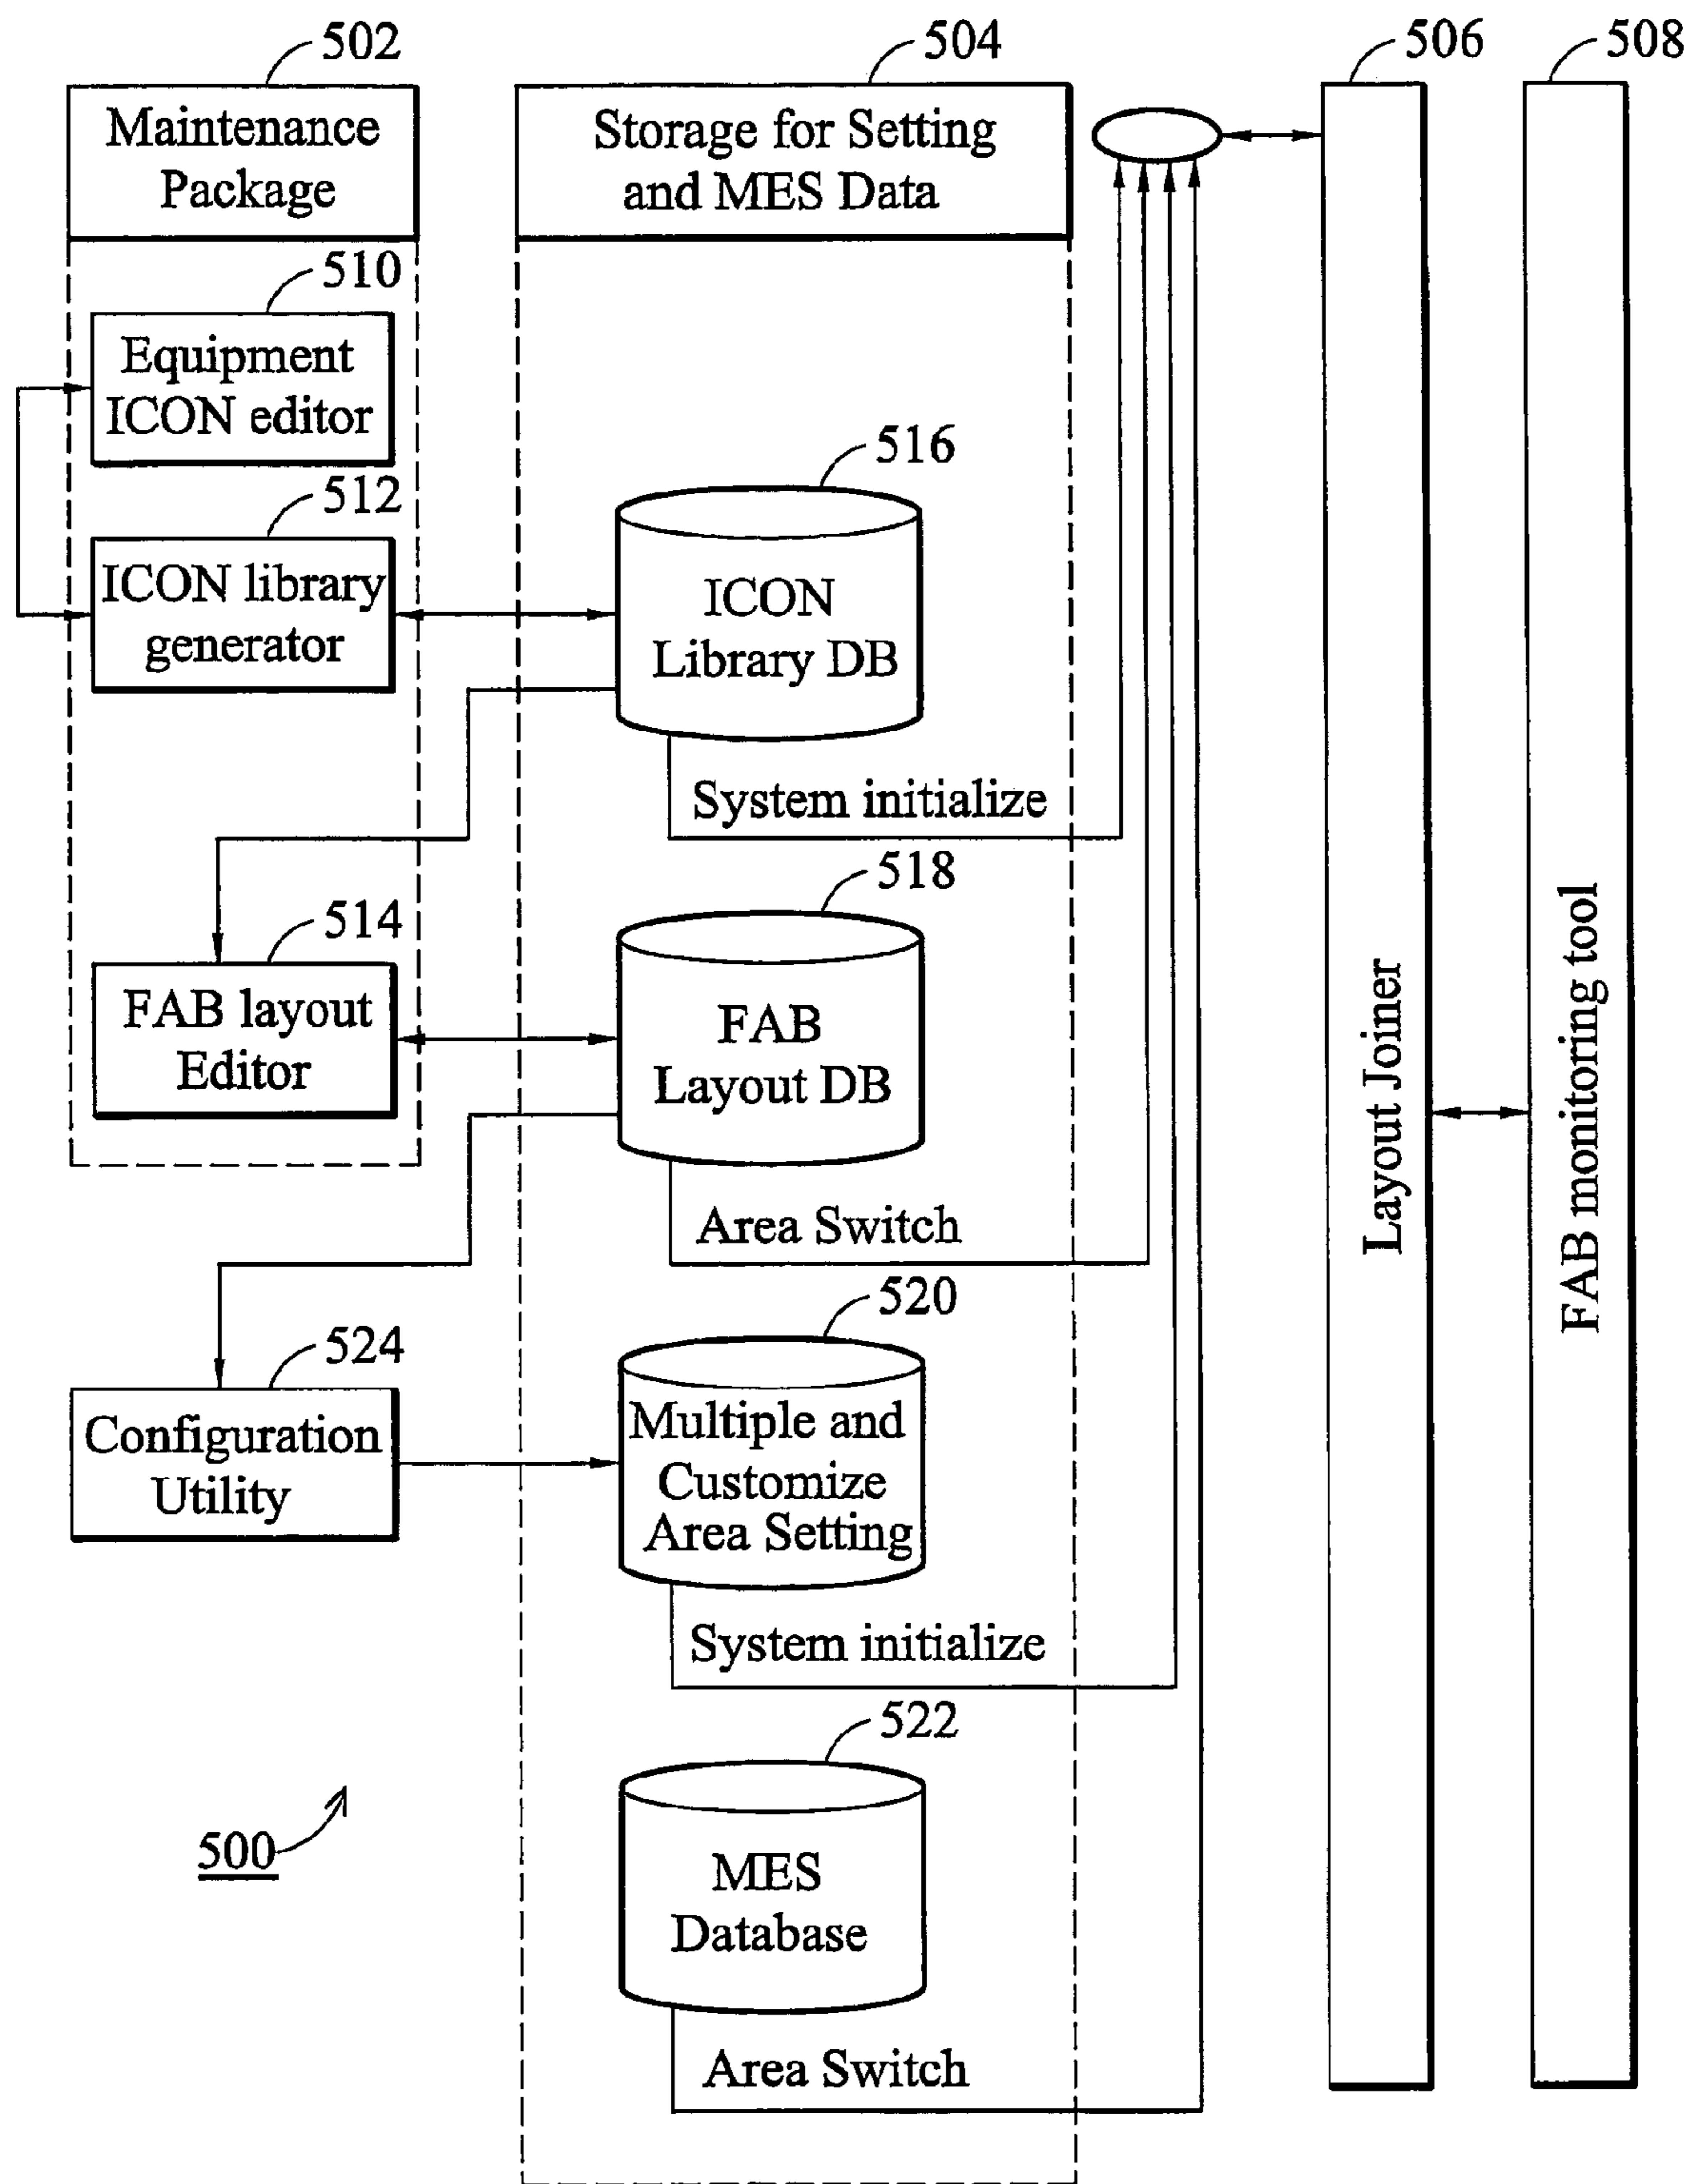 502
504
506
508
Maintenance
Package
Storage for Setting
and MES Data
510
Equipment
ICON editor
512
ICON library
generator
516
ICON
Library DB
System initialize
514
FAB layout
Editor
518
FAB
Layout DB
Area Switch
524
Configuration
Utility
520
Multiple and
Customize
Area Setting
System initialize
522
MES
Database
Area Switch
500
Layout Joiner
FAB monitoring tool